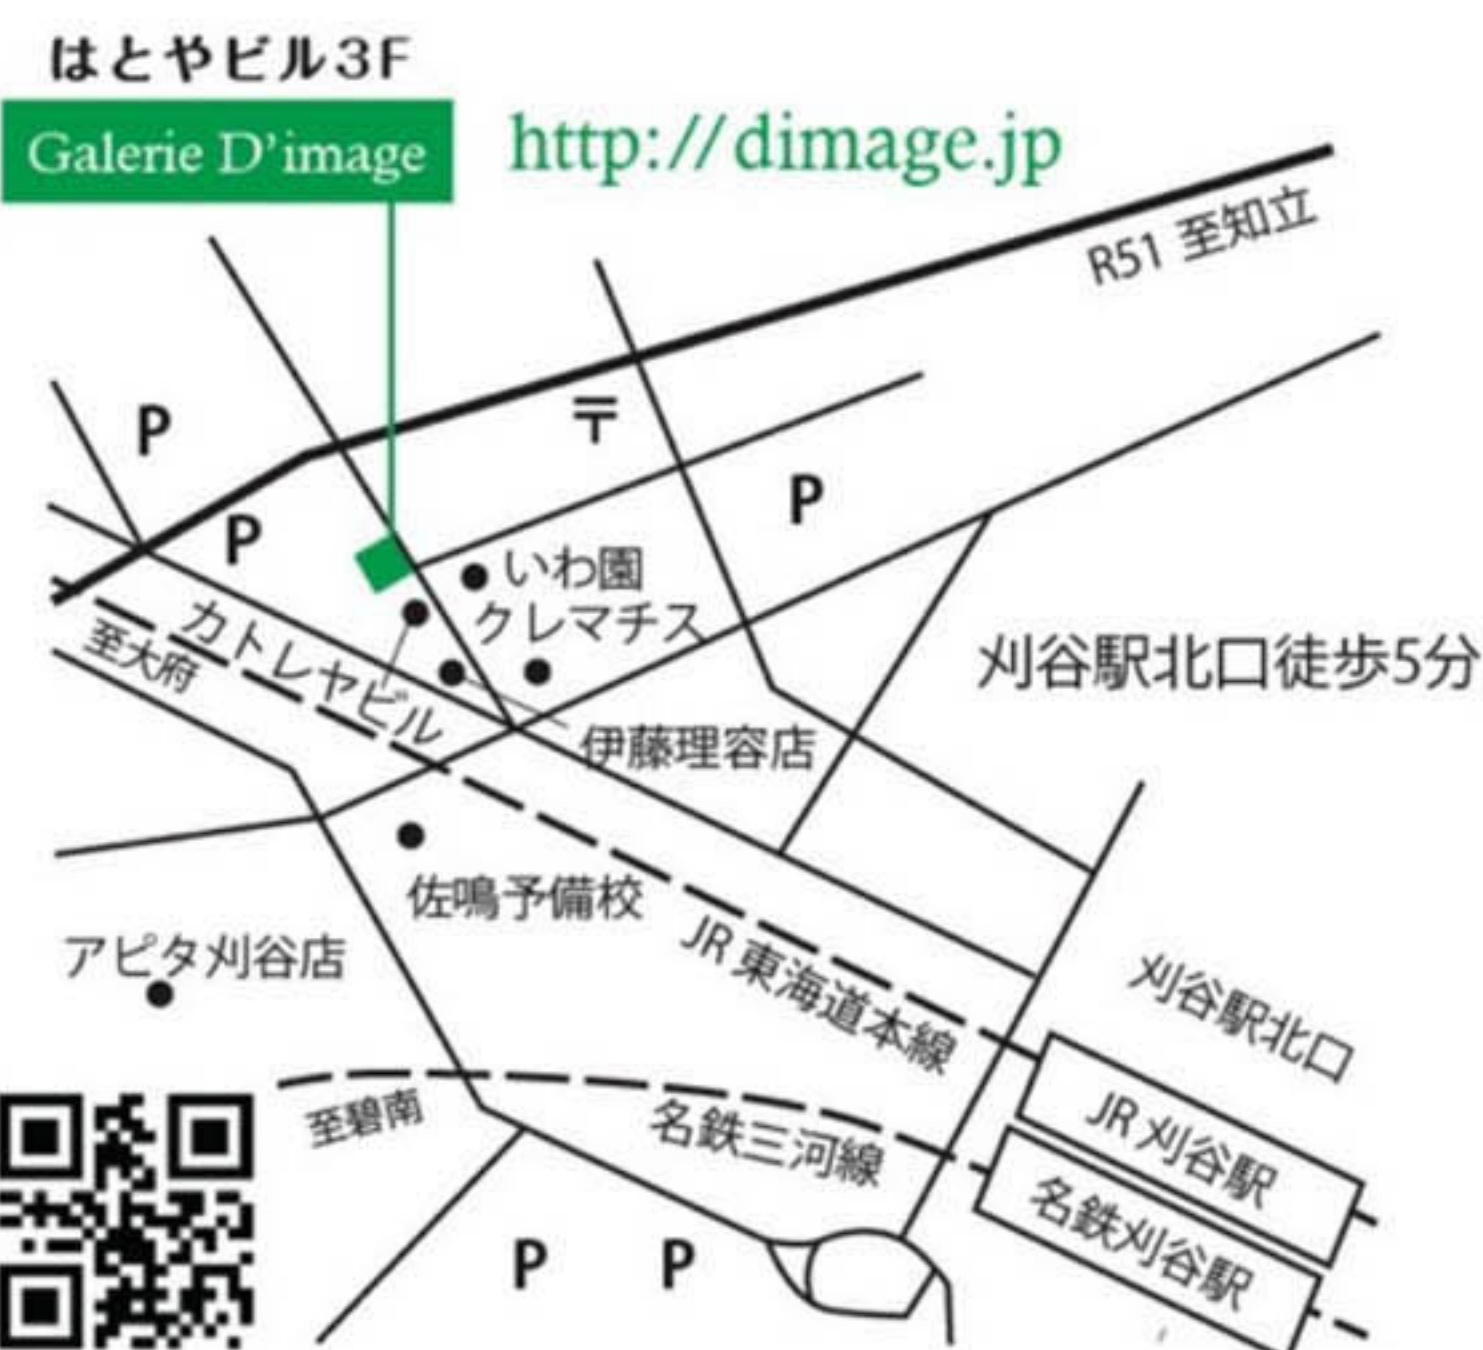 はとやビル3F
Galerie D'image
http://dimage.jp
R51 至知立
P
〒
P
P
いわ園
クレマチス
カトレヤビル
至大府
刈谷駅北口徒歩5分
伊藤理容店
佐鳴予備校
アピタ刈谷店
JR 東海道本線
刈谷駅北口
至碧南
名鉄三河線
JR 刈谷駅
名鉄刈谷駅
P
P